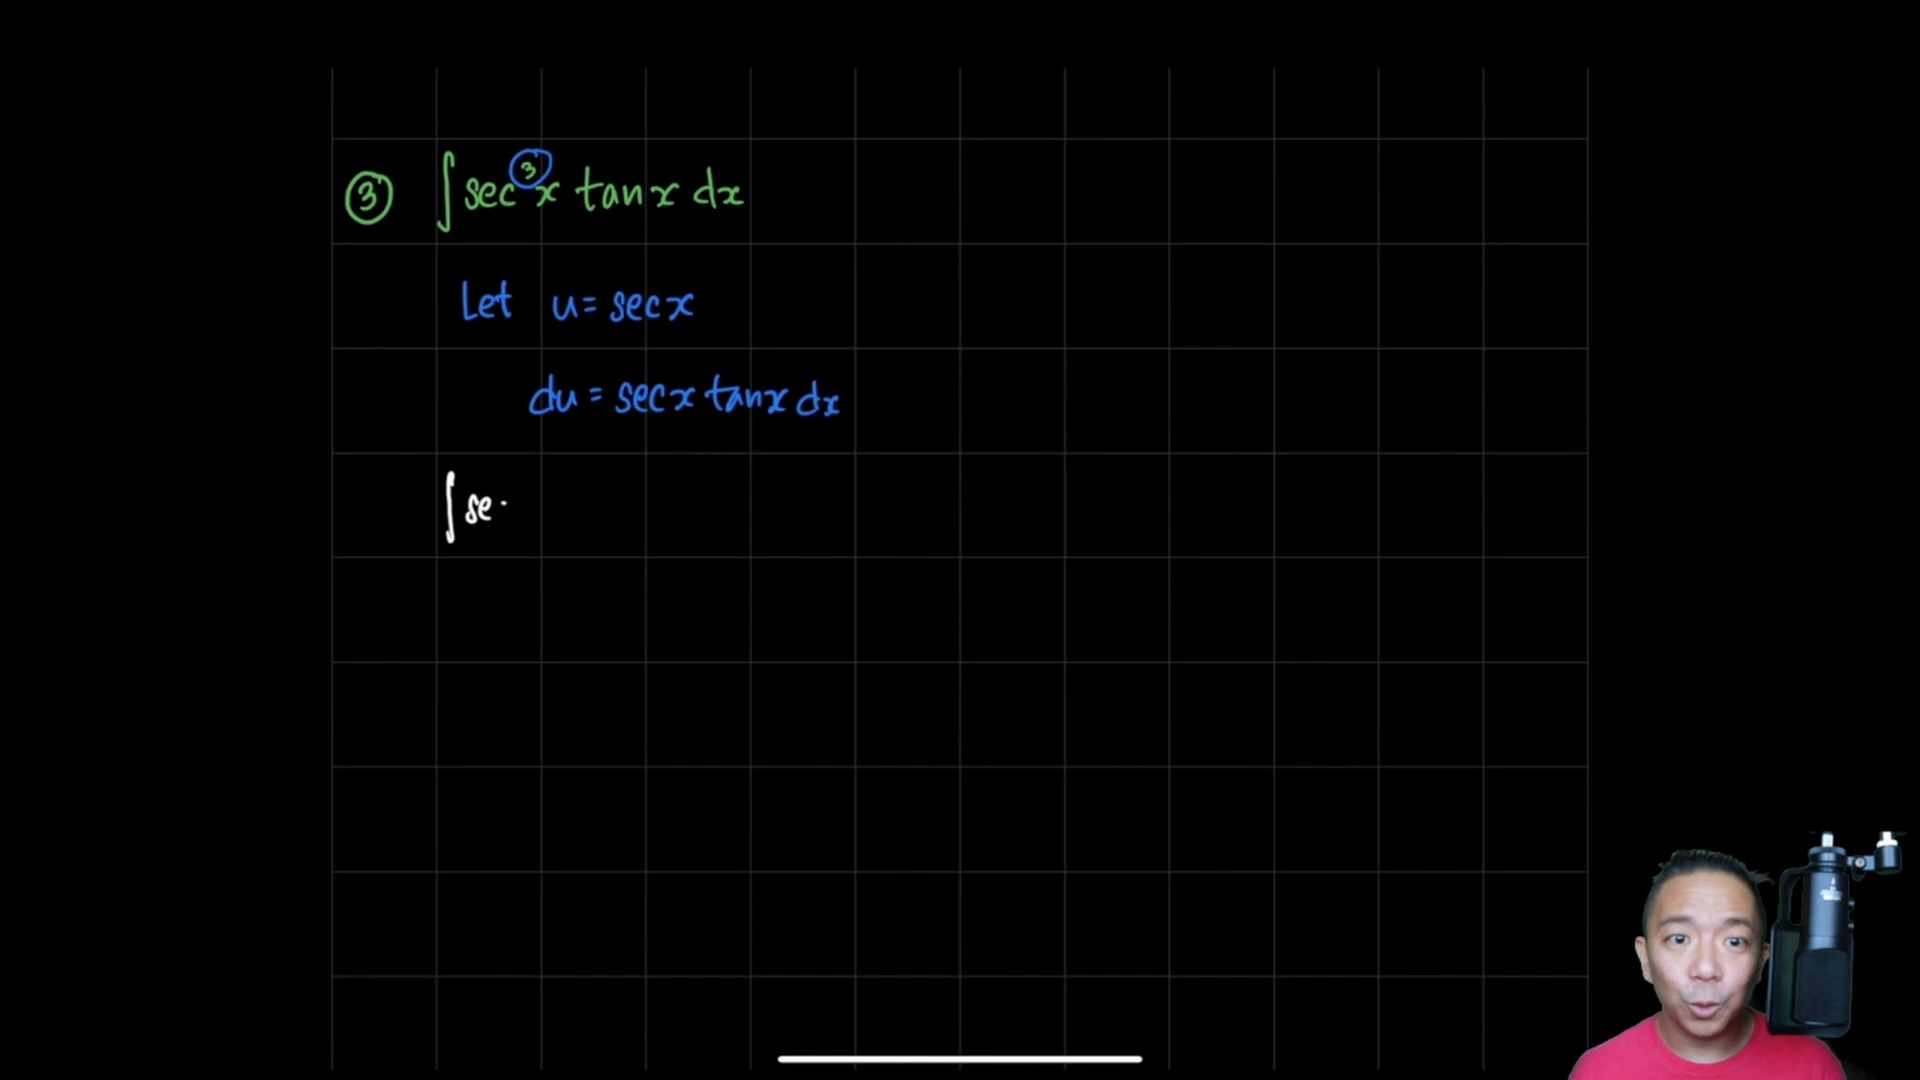 ③ ∫ sec³x tanx dx
Let u = secx
du = secx tanx dx
∫ se